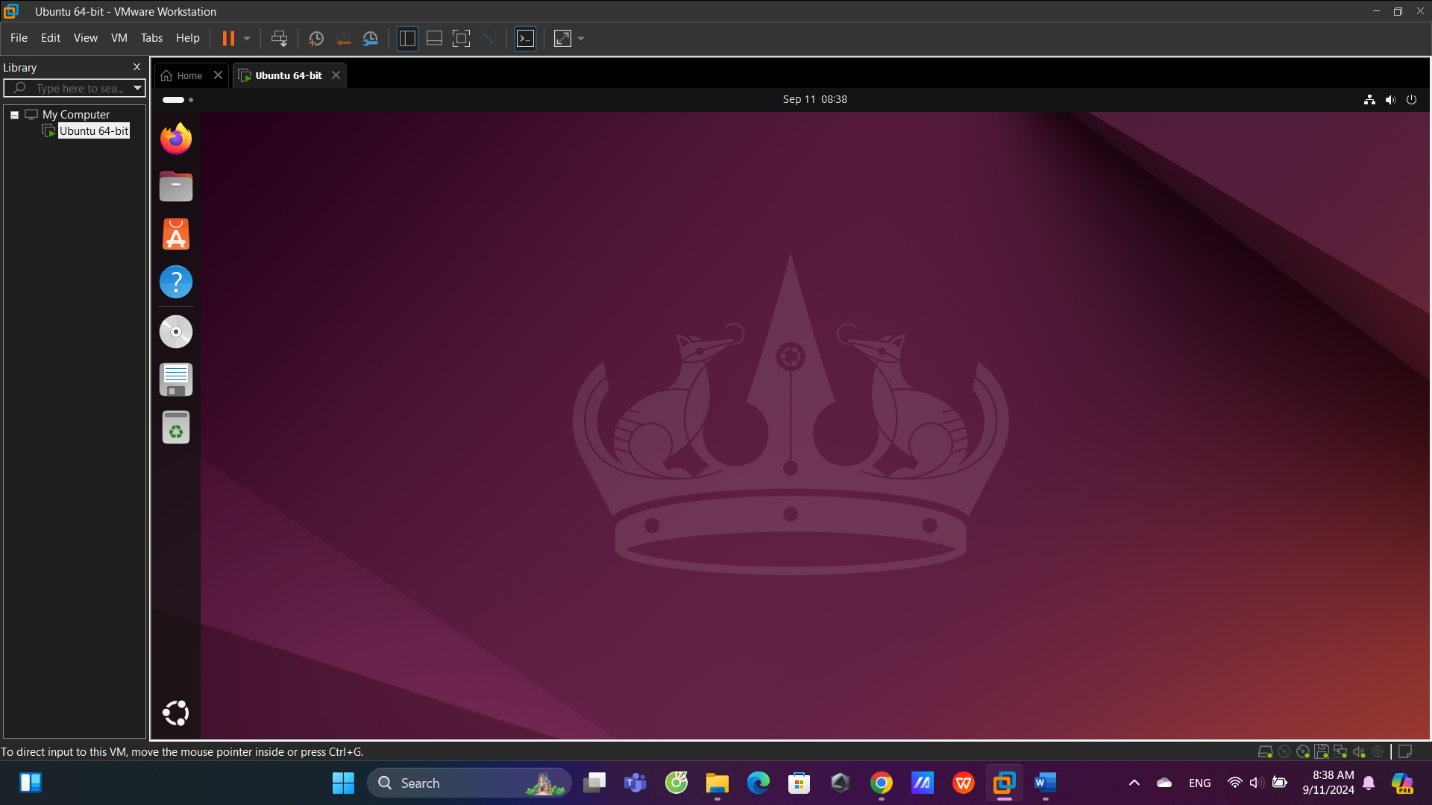 Ubuntu 64-bit - VMware Workstation
File Edit View VM Tabs Help
Library
Home
Ubuntu 64-bit
Type here to sea...
My Computer
Ubuntu 64-bit
Sep 11 08:38
To direct input to this VM, move the mouse pointer inside or press Ctrl+G.
Search
ENG
8:38 AM
9/11/2024
PRE